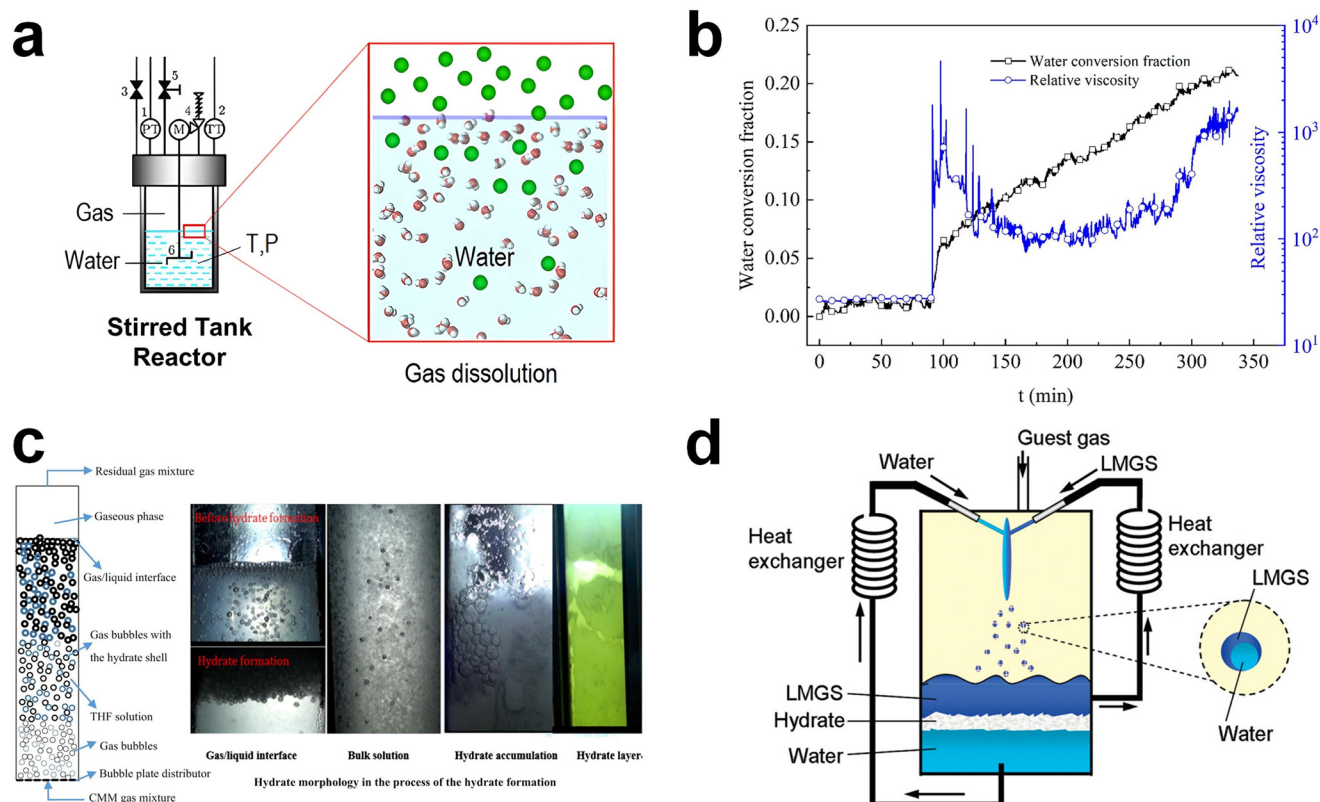 a
3
1
5
4
2
PT
M
TT
Gas
Water
6
T,P
Stirred Tank
Reactor
Water
Gas dissolution
b
Water conversion fraction
Relative viscosity
0.25
0.20
0.15
0.10
0.05
0.00
Water conversion fraction
10⁴
10³
10²
10¹
Relative viscosity
0 50 100 150 200 250 300 350
t (min)
c
Residual gas mixture
Gaseous phase
Gas/liquid interface
Gas bubbles with
the hydrate shell
THF solution
Gas bubbles
Bubble plate distributor
CMM gas mixture
Before hydrate formation
Hydrate formation
Gas/liquid interface Bulk solution Hydrate accumulation Hydrate layer-
Hydrate morphology in the process of the hydrate formation
d
Guest gas
Water
LMGS
Heat
exchanger
Heat
exchanger
LMGS
LMGS
Hydrate
Water
Water